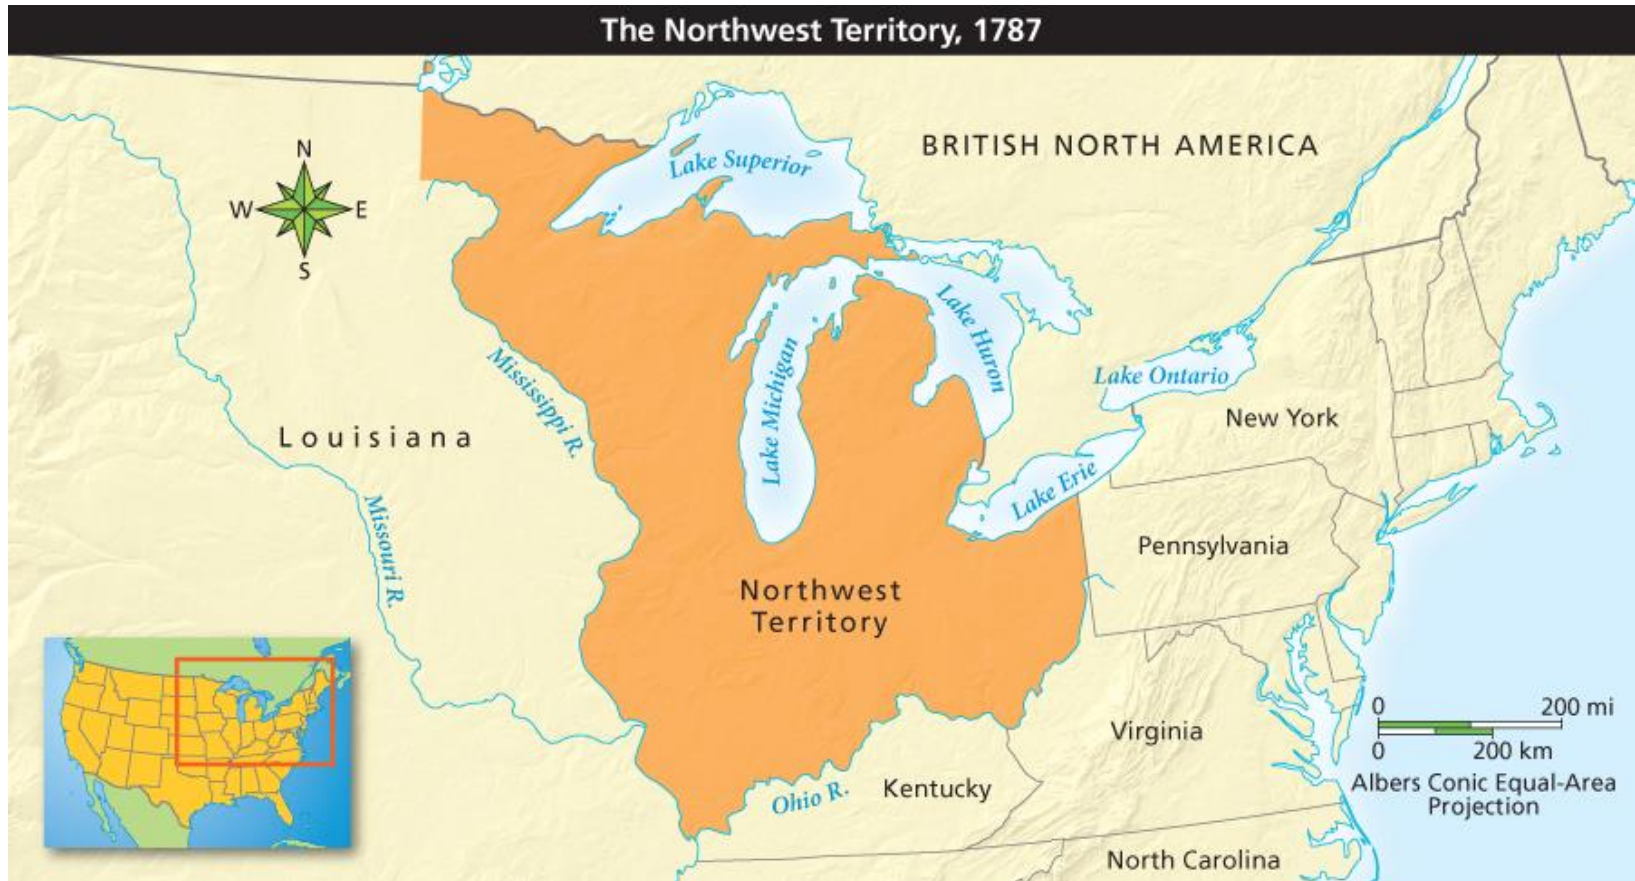 The Northwest Territory, 1787
BRITISH NORTH AMERICA
N
W
E
S
Lake Superior
Lake Huron
Lake Michigan
Lake Ontario
Lake Erie
Mississippi R.
Louisiana
Missouri R.
New York
Pennsylvania
Northwest
Territory
Virginia
Kentucky
Ohio R.
North Carolina
0 200 mi
0 200 km
Albers Conic Equal-Area
Projection